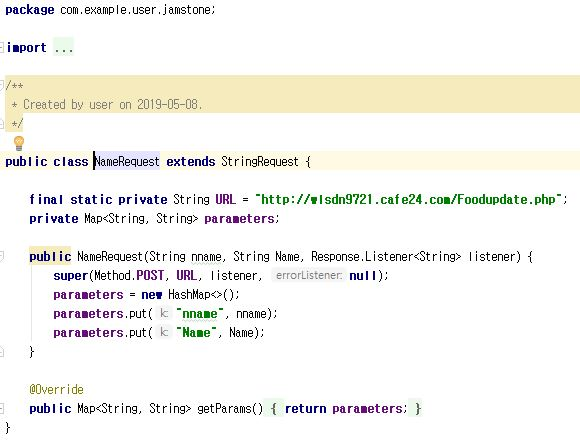 package com.example.user.jamstone;
import ...
/**
* Created by user on 2019-05-08.
*/
public class NameRequest extends StringRequest {
final static private String URL = "http://wlsdn9721.cafe24.com/Foodupdate.php";
private Map<String, String> parameters;
public NameRequest(String nname, String Name, Response.Listener<String> listener) {
super(Method.POST, URL, listener, errorListener: null);
parameters = new HashMap<>();
parameters.put( k: "nname", nname);
parameters.put( k: "Name", Name);
}
@Override
public Map<String, String> getParams() { return parameters; }
}